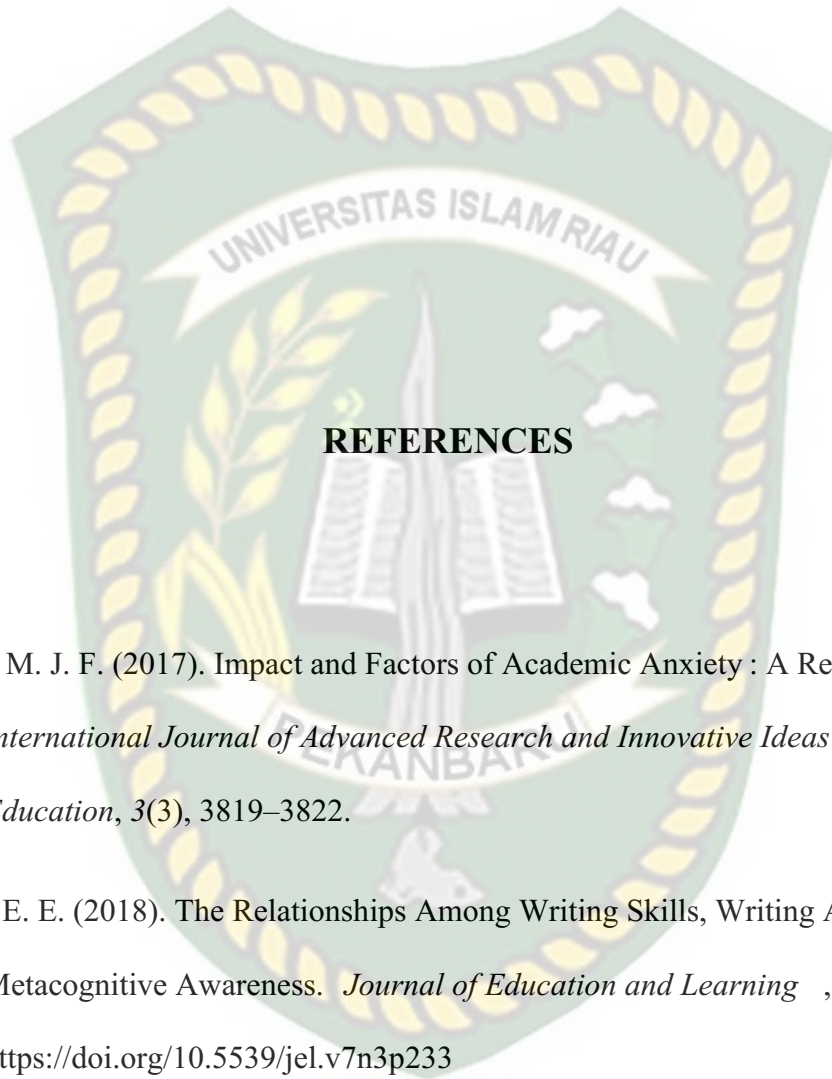 UNIVERSITAS ISLAM RIAU
REFERENCES
M. J. F. (2017). Impact and Factors of Academic Anxiety : A Re
nternational Journal of Advanced Research and Innovative Ideas
ducation, 3(3), 3819–3822.
PEKANBARU
E. E. (2018). The Relationships Among Writing Skills, Writing A
Metacognitive Awareness. Journal of Education and Learning ,
ttps://doi.org/10.5539/jel.v7n3p233